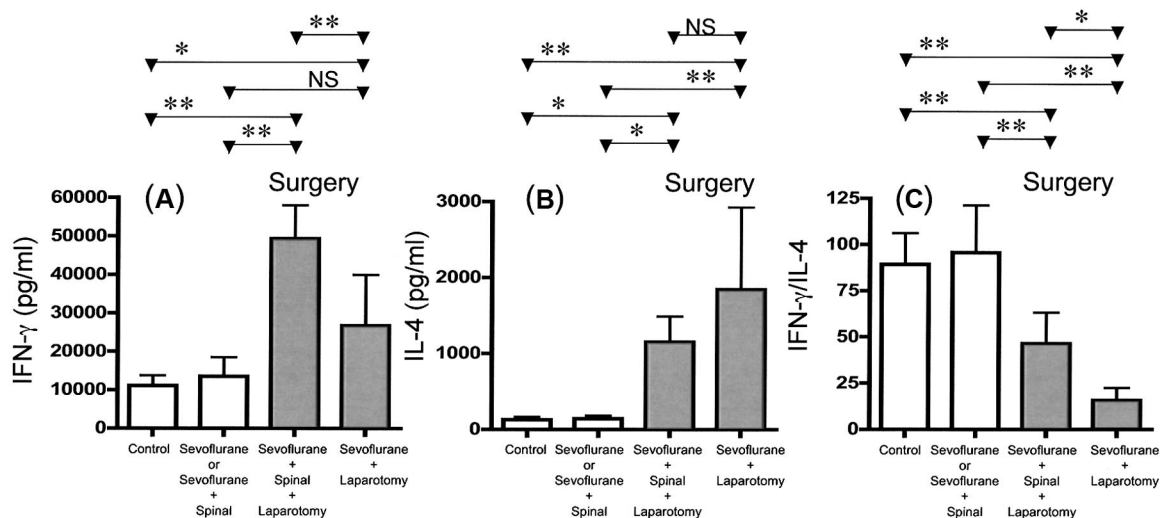 **
*
NS
**
**
Surgery
(A)
60000
50000
40000
30000
20000
10000
0
IFN-γ (pg/ml)
Control
Sevoflurane
or
Sevoflurane
+
Spinal
Sevoflurane
+
Spinal
+
Laparotomy
Sevoflurane
+
Laparotomy
NS
**
**
*
*
Surgery
(B)
3000
2000
1000
0
IL-4 (pg/ml)
Control
Sevoflurane
or
Sevoflurane
+
Spinal
Sevoflurane
+
Spinal
+
Laparotomy
Sevoflurane
+
Laparotomy
*
**
**
**
**
Surgery
(C)
125
100
75
50
25
0
IFN-γ/IL-4
Control
Sevoflurane
or
Sevoflurane
+
Spinal
Sevoflurane
+
Spinal
+
Laparotomy
Sevoflurane
+
Laparotomy